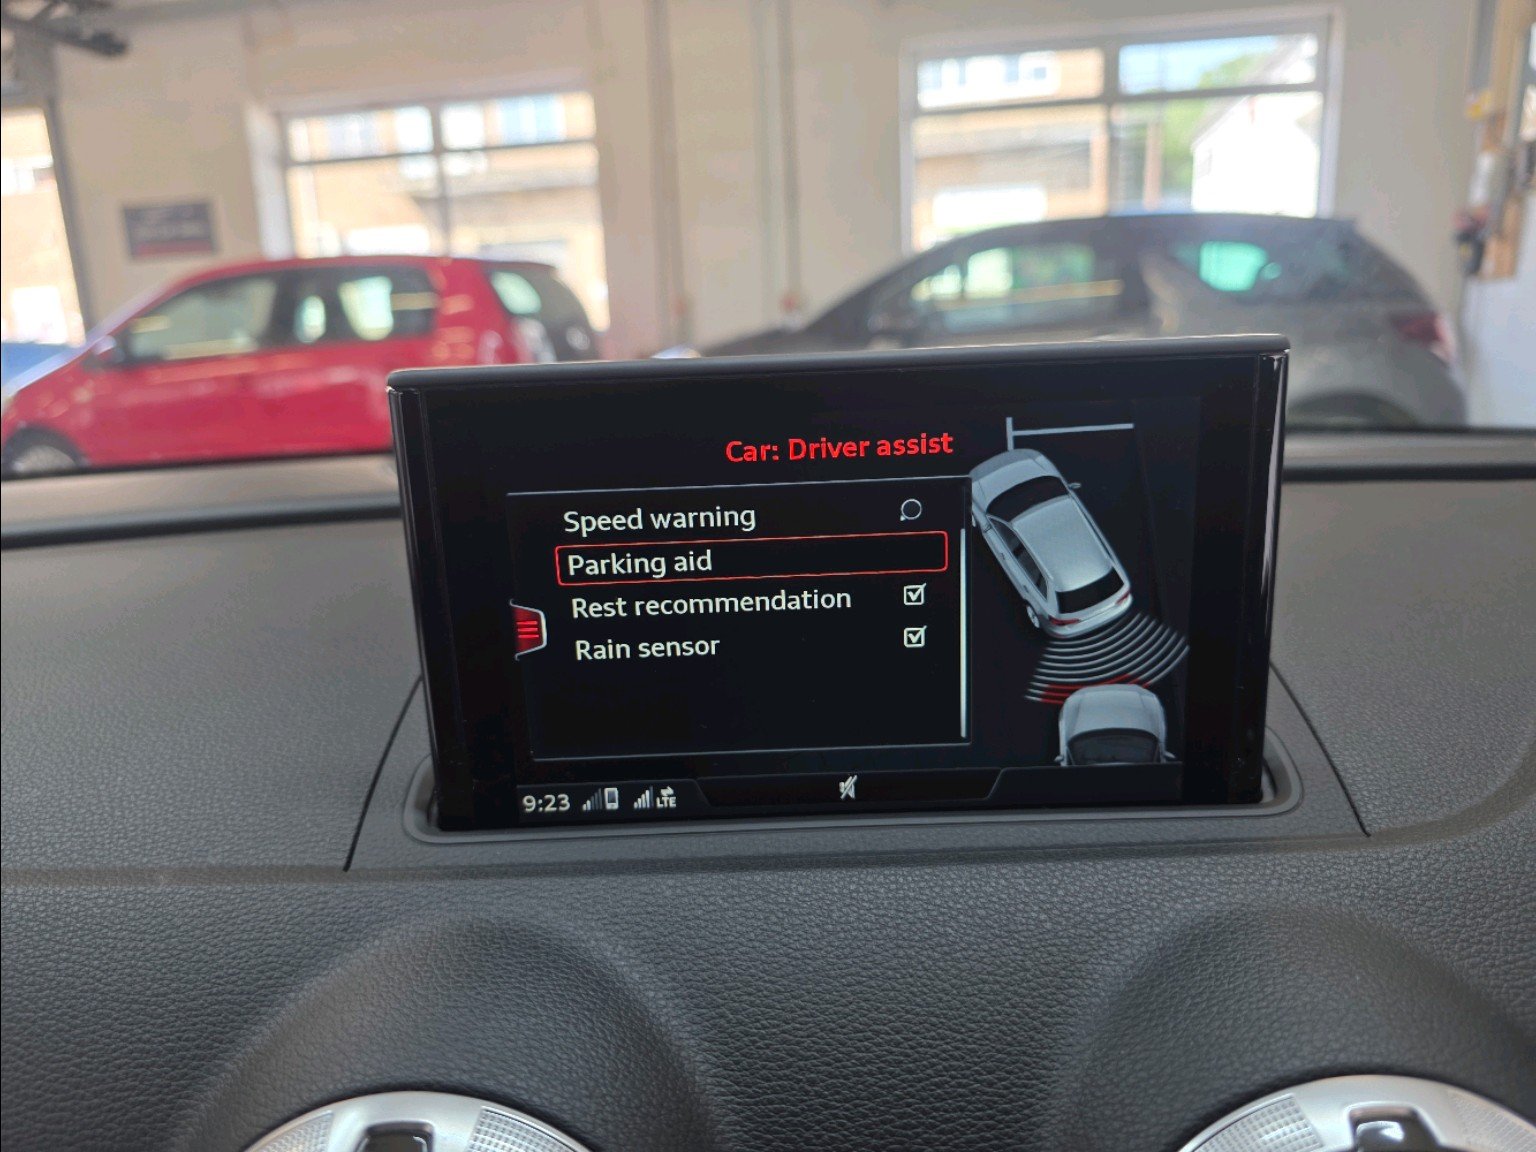 Car: Driver assist
Speed warning
Parking aid
Rest recommendation
Rain sensor
9:23 LTE